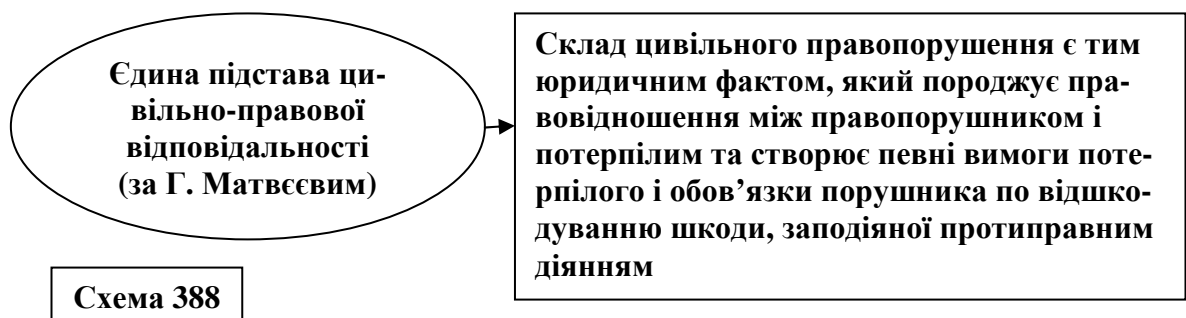 Єдина підстава ци-
вільно-правової
відповідальності
(за Г. Матвєєвим)
Склад цивільного правопорушення є тим
юридичним фактом, який породжує пра-
вовідношення між правопорушником і
потерпілим та створює певні вимоги поте-
рпілого і обов’язки порушника по відшко-
дуванню шкоди, заподіяної протиправним
діянням
Схема 388